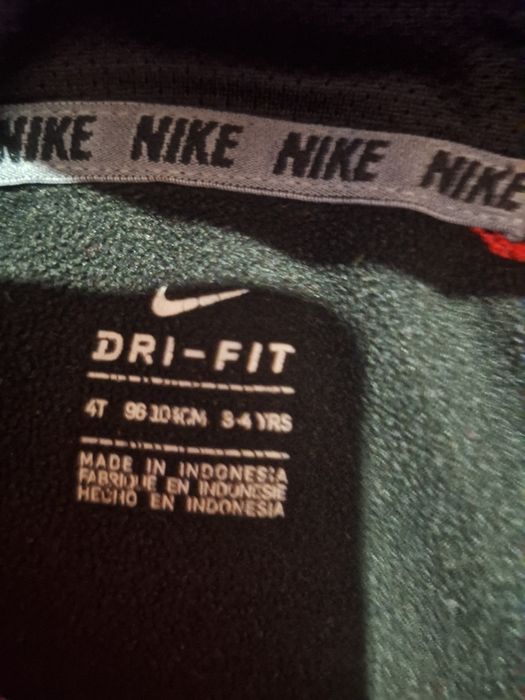 NIKE NIKE NIKE NIKE
DRI-FIT
4T 96-104CM 3-4 YRS
MADE IN INDONESIA
FABRIQUE EN INDONESIE
HECHO EN INDONESIA